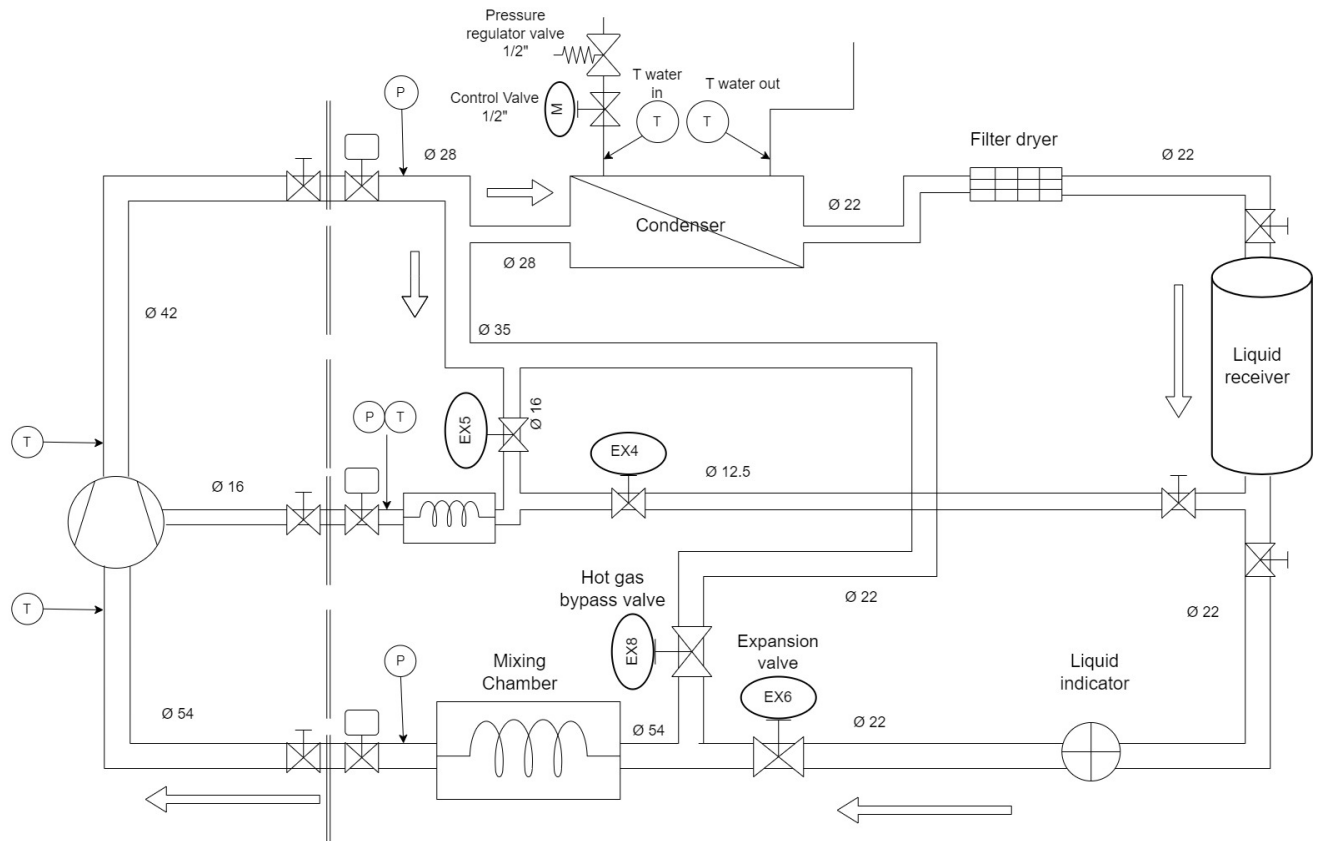 Pressure
regulator valve
1/2"
T water
in
T water out
Control Valve
1/2"
M
T
T
P
Ø 28
Filter dryer
Ø 22
Ø 22
Condenser
Ø 28
Ø 42
Ø 35
Liquid
receiver
Ø 16
P
T
EX5
EX4
T
Ø 16
Ø 12.5
Hot gas
bypass valve
Ø 22
Ø 22
T
EX8
Expansion
valve
P
Mixing
Chamber
Liquid
indicator
EX6
Ø 54
Ø 54
Ø 22